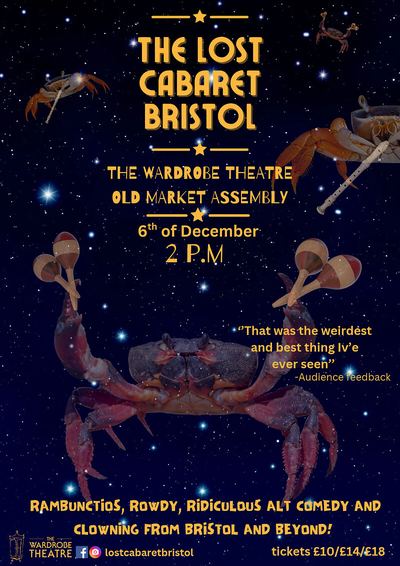 THE LOST
CABARET
BRISTOL
THE WARDROBE THEATRE
OLD MARKET ASSEMBLY
6th of December
2 P.M
"That was the weirdest
and best thing Iv'e
ever seen"
-Audience feedback
RAMBUNCTIOS, ROWDY, RIDICULOUS ALT COMEDY AND
CLOWNING FROM BRISTOL AND BEYOND!
THE
WARDROBE
THEATRE
lostcabaretbristol
tickets £10/£14/£18